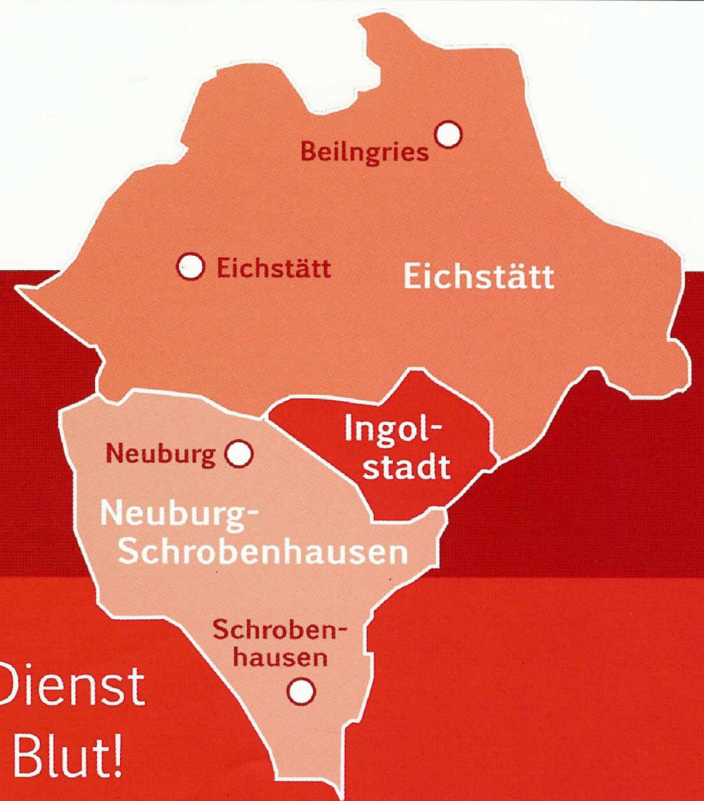 Beilngries
Eichstätt
Eichstätt
Ingol-
stadt
Neuburg
Neuburg-
Schrobenhausen
Schroben-
hausen
Dienst
Blut!